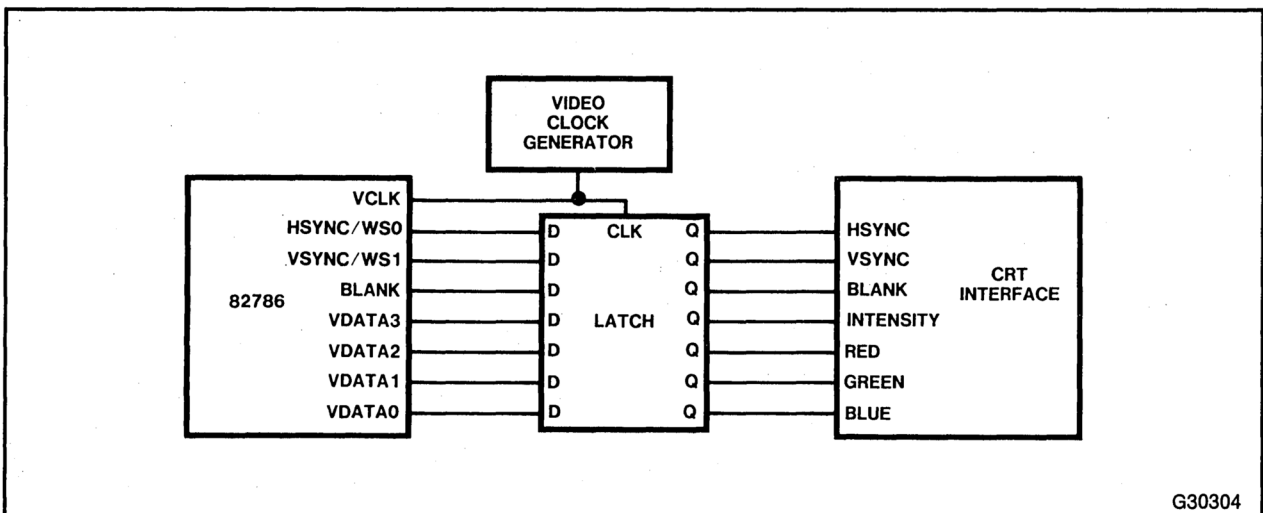 VIDEO
CLOCK
GENERATOR
VCLK
HSYNC/WS0
VSYNC/WS1
BLANK
VDATA3
VDATA2
VDATA1
VDATA0
82786
D CLK Q
D Q
D Q
D LATCH Q
D Q
D Q
D Q
HSYNC
VSYNC
BLANK
INTENSITY
RED
GREEN
BLUE
CRT
INTERFACE
G30304